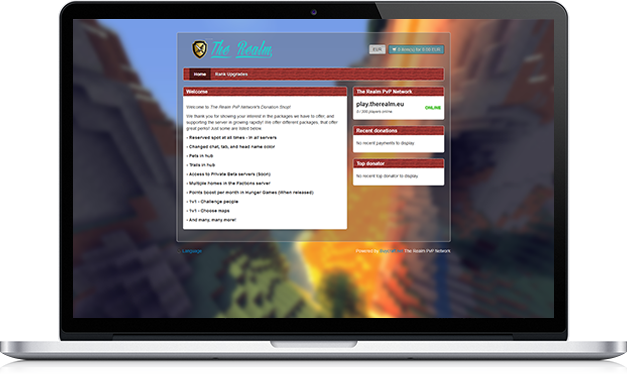 The Realm
EUR
0 item(s) for 0.00 EUR
Home Rank Upgrades
Welcome
Welcome to The Realm PvP Network's Donation Shop!
We thank you for showing your interest in the packages we have to offer, and
supporting the server in growing rapidly! We offer different packages, that offer
great perks! Just some are listed below.
- Reserved spot at all times - in all servers
- Changed chat, tab, and head name color
- Pets in hub
- Trails in hub
- Access to Private Beta servers (Soon)
- Multiple homes in the Factions server
- Points boost per month in Hunger Games (When released)
- 1v1 - Challenge people
- 1v1 - Choose Maps
- And many, many more!
The Realm PvP Network
play.therealm.eu
players online
ONLINE
Recent donations
No recent payments to display.
Top donator
No recent top donator to display.
Language
Powered by
The Realm PvP Network